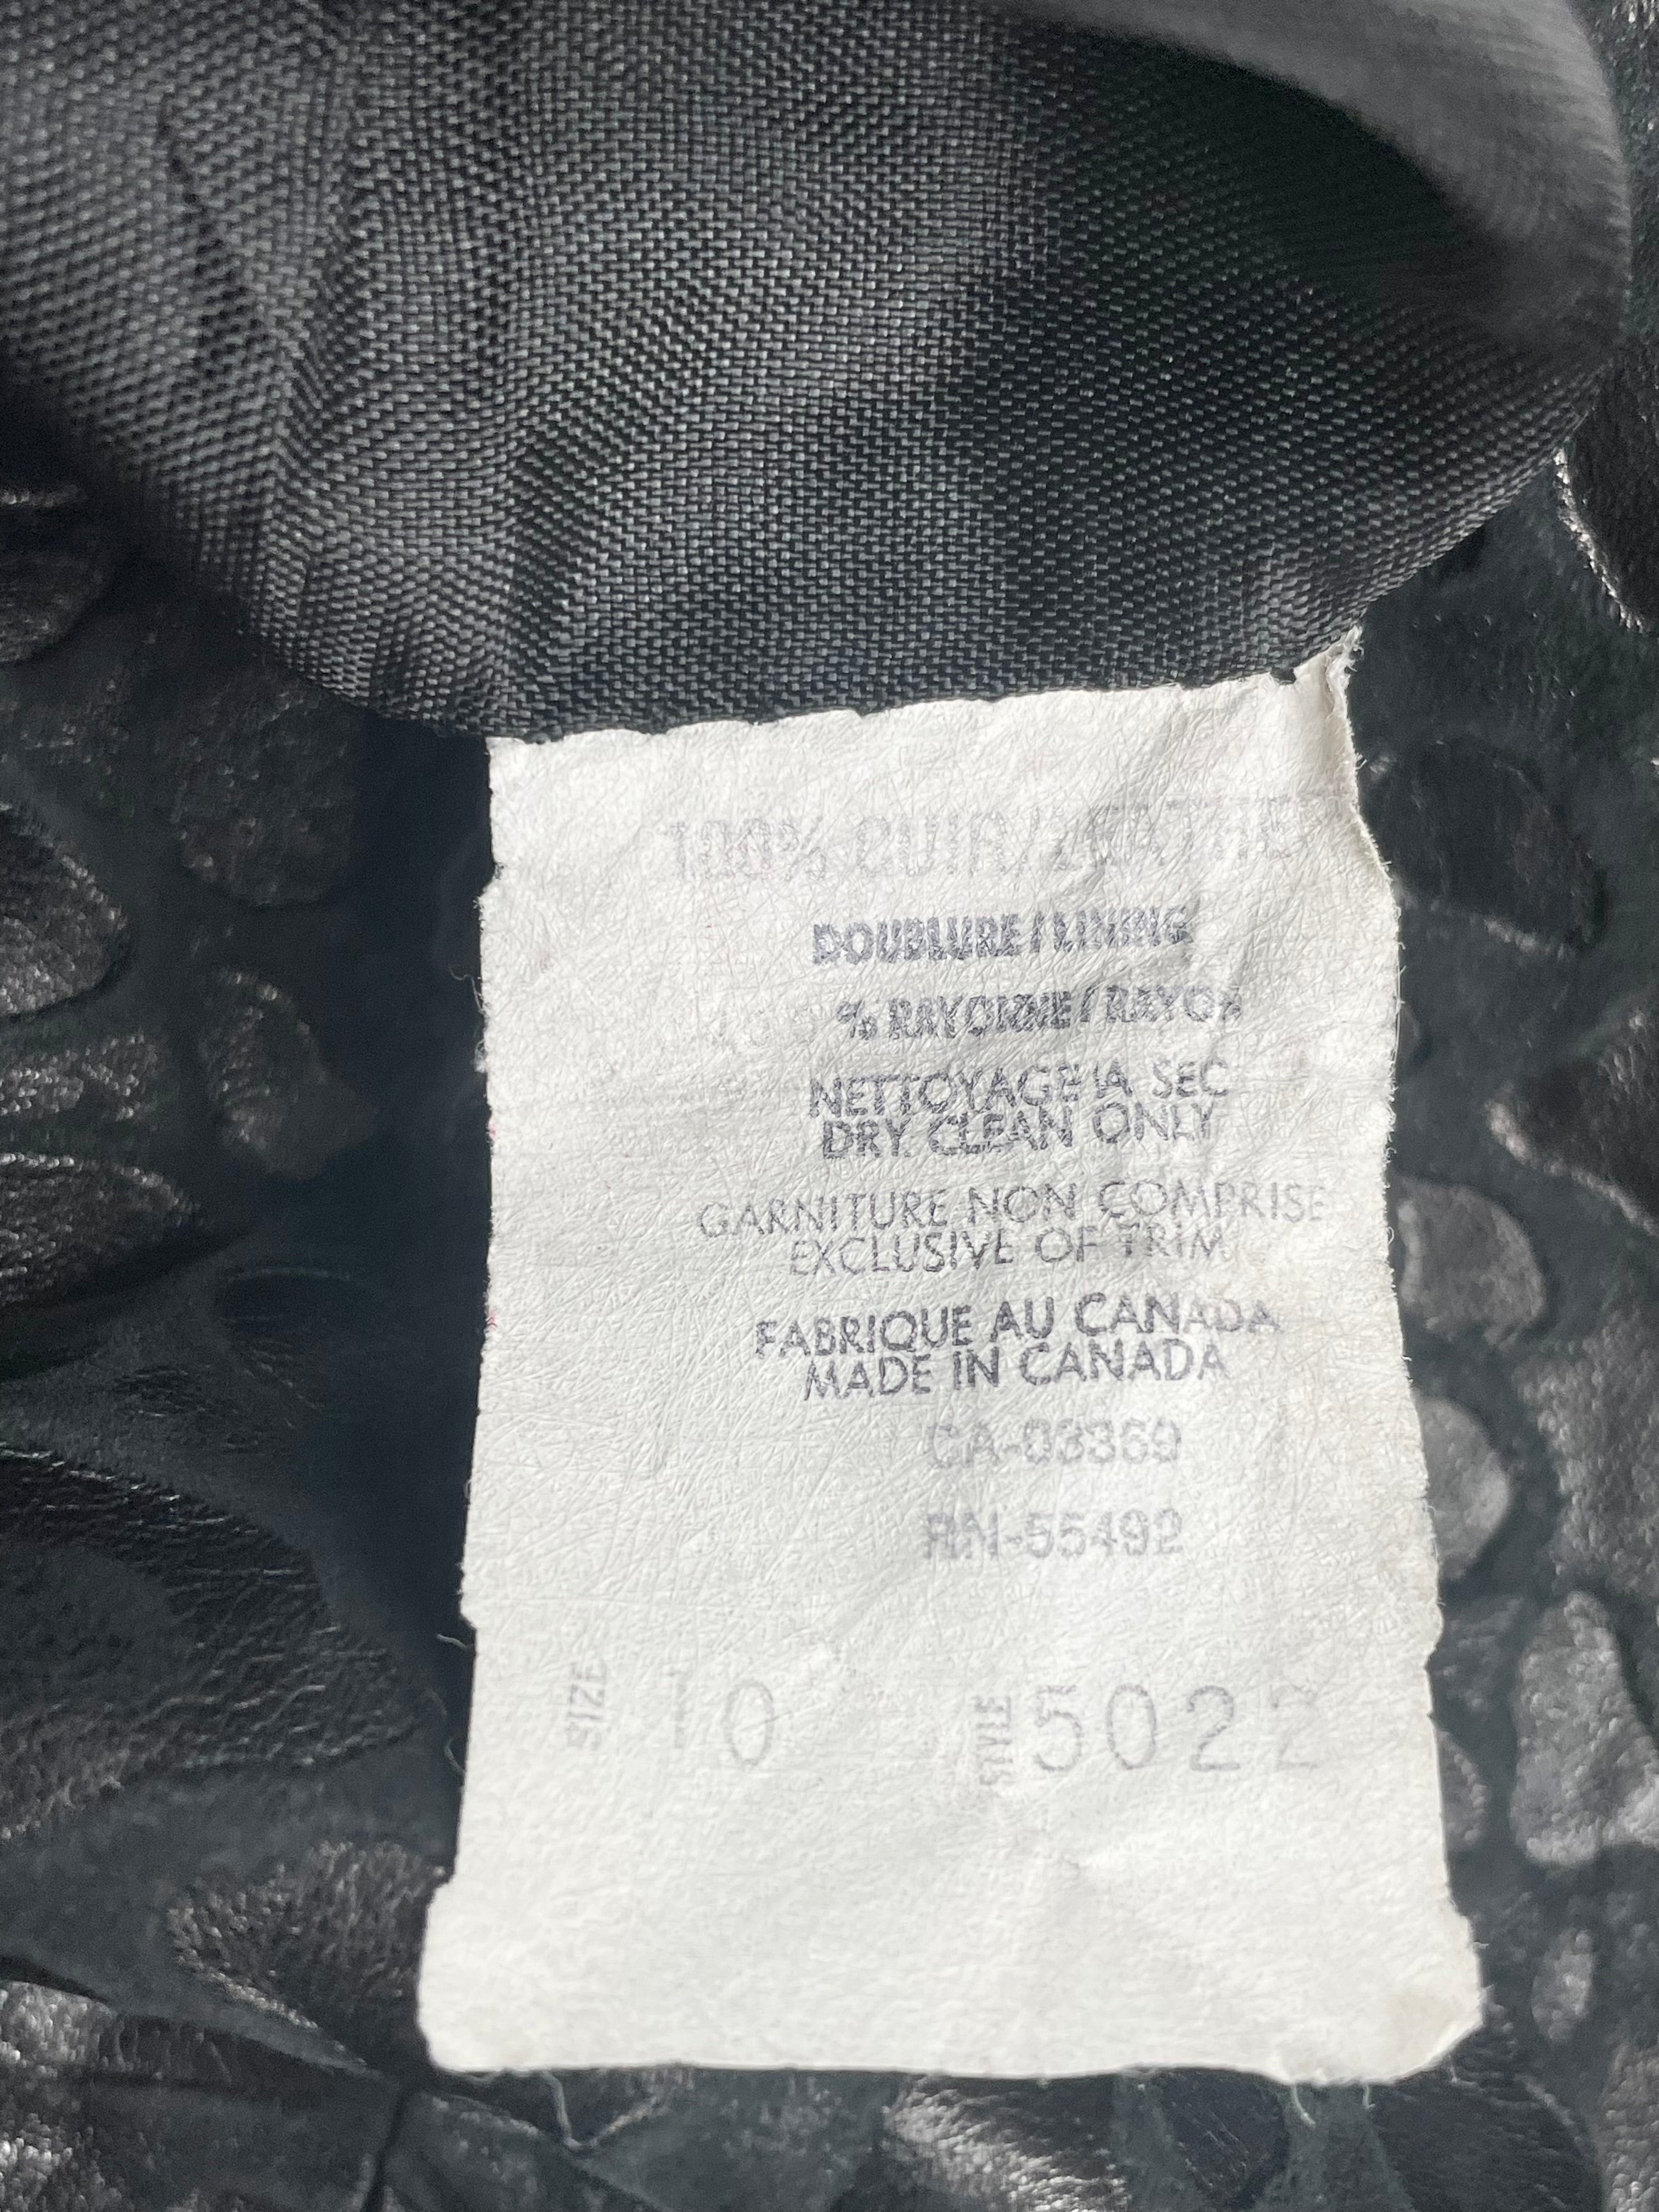 100% CUIR/LEATHE
DOUBLURE/LINING
% RAYONNE/RAYON
NETTOYAGE A SEC
DRY CLEAN ONLY
GARNITURE NON COMPRISE
EXCLUSIVE OF TRIM
FABRIQUE AU CANADA
MADE IN CANADA
CA-03369
RN-55492
SIZE 10 STYLE 5022